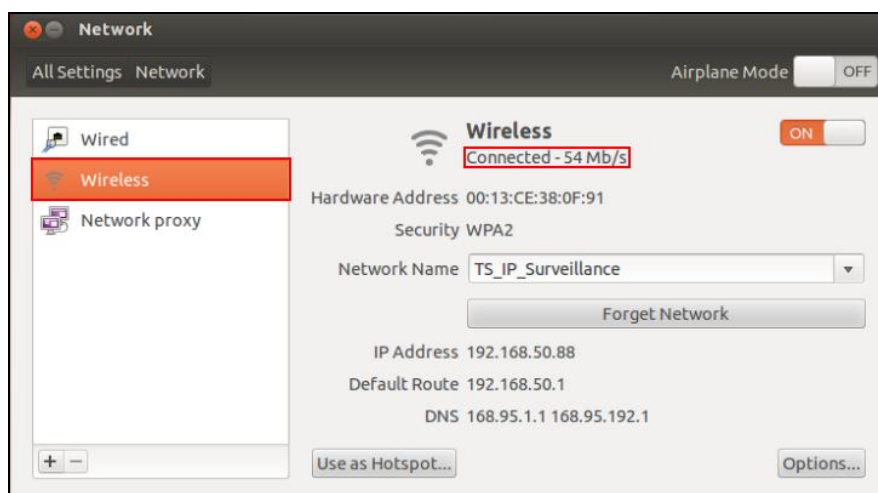 Network
All Settings Network
Airplane Mode OFF
Wired
Wireless
Network proxy
Wireless ON
Connected - 54 Mb/s
Hardware Address 00:13:CE:38:0F:91
Security WPA2
Network Name TS_IP_Surveillance
Forget Network
IP Address 192.168.50.88
Default Route 192.168.50.1
DNS 168.95.1.1 168.95.192.1
+ −
Use as Hotspot...
Options...